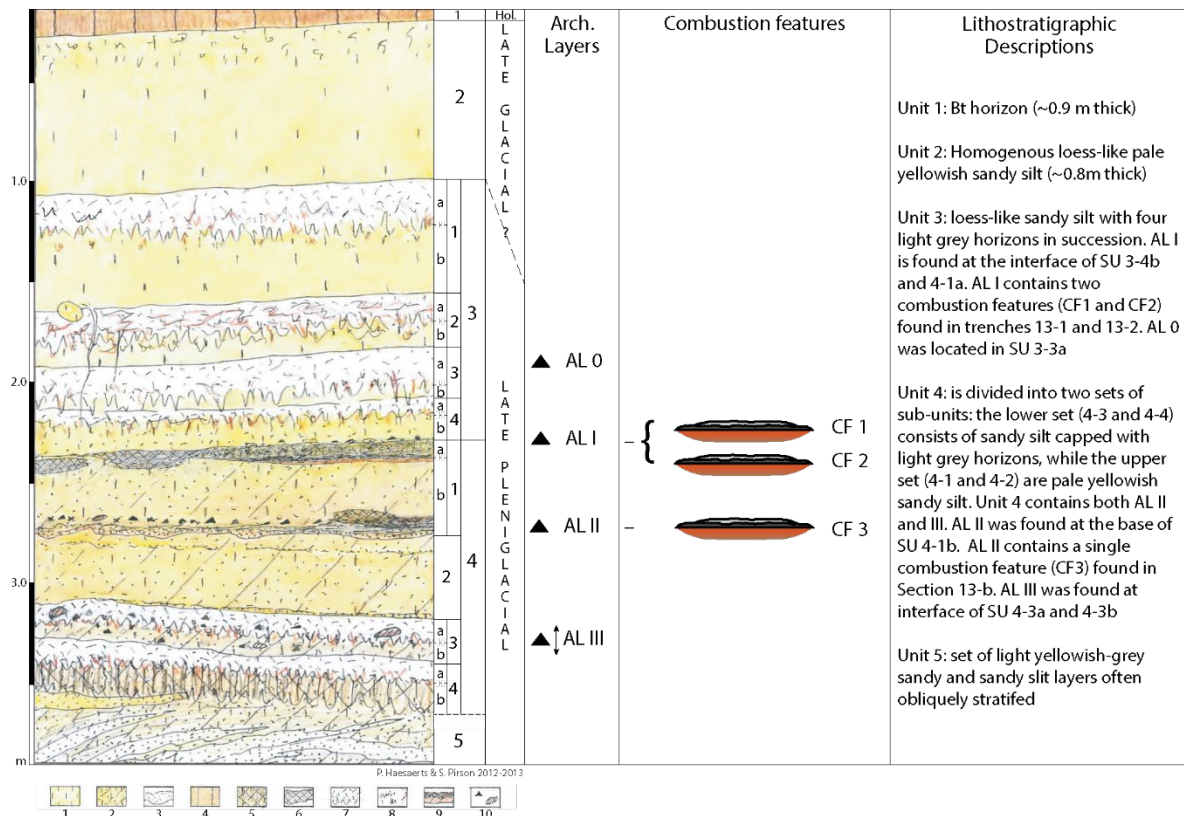 1
Hol.
Arch.
Layers
Combustion features
Lithostratigraphic
Descriptions
LATE GLACIAL ?
2
1.0
a
1
b
3
a
2
b
a
3
b
2.0
a
4
b
LATE PLENIGLACIAL
a
1
b
4
2
3.0
a
3
b
a
4
b
5
m
AL 0
AL I
AL II
AL III
CF 1
CF 2
CF 3
Unit 1: Bt horizon (~0.9 m thick)
Unit 2: Homogenous loess-like pale
yellowish sandy silt (~0.8m thick)
Unit 3: loess-like sandy silt with four
light grey horizons in succession. AL I
is found at the interface of SU 3-4b
and 4-1a. AL I contains two
combustion features (CF1 and CF2)
found in trenches 13-1 and 13-2. AL 0
was located in SU 3-3a
Unit 4: is divided into two sets of
sub-units: the lower set (4-3 and 4-4)
consists of sandy silt capped with
light grey horizons, while the upper
set (4-1 and 4-2) are pale yellowish
sandy silt. Unit 4 contains both AL II
and III. AL II was found at the base of
SU 4-1b.  AL II contains a single
combustion feature (CF3) found in
Section 13-b. AL III was found at
interface of SU 4-3a and 4-3b
Unit 5: set of light yellowish-grey
sandy and sandy slit layers often
obliquely stratifed
P. Haesaerts & S. Pirson 2012-2013
1 2 3 4 5 6 7 8 9 10